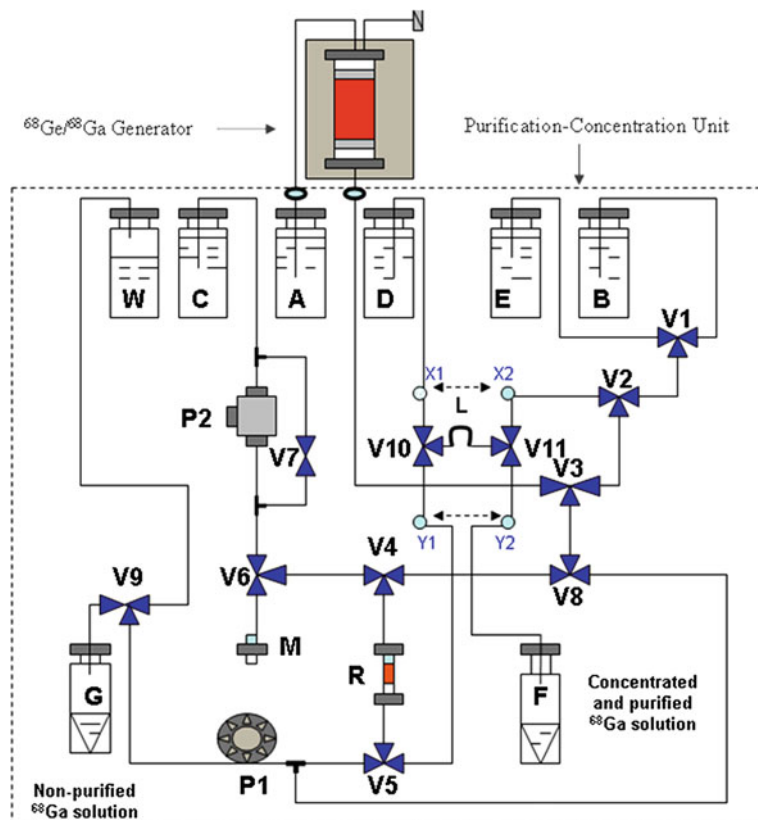 ⁶⁸Ge/⁶⁸Ga Generator
Purification-Concentration Unit
W
C
A
D
E
B
V1
X1
X2
V2
P2
L
V7
V10
V11
V3
Y1
Y2
V4
V9
V6
V8
M
G
R
F
Concentrated
and purified
⁶⁸Ga solution
P1
V5
Non-purified
⁶⁸Ga solution